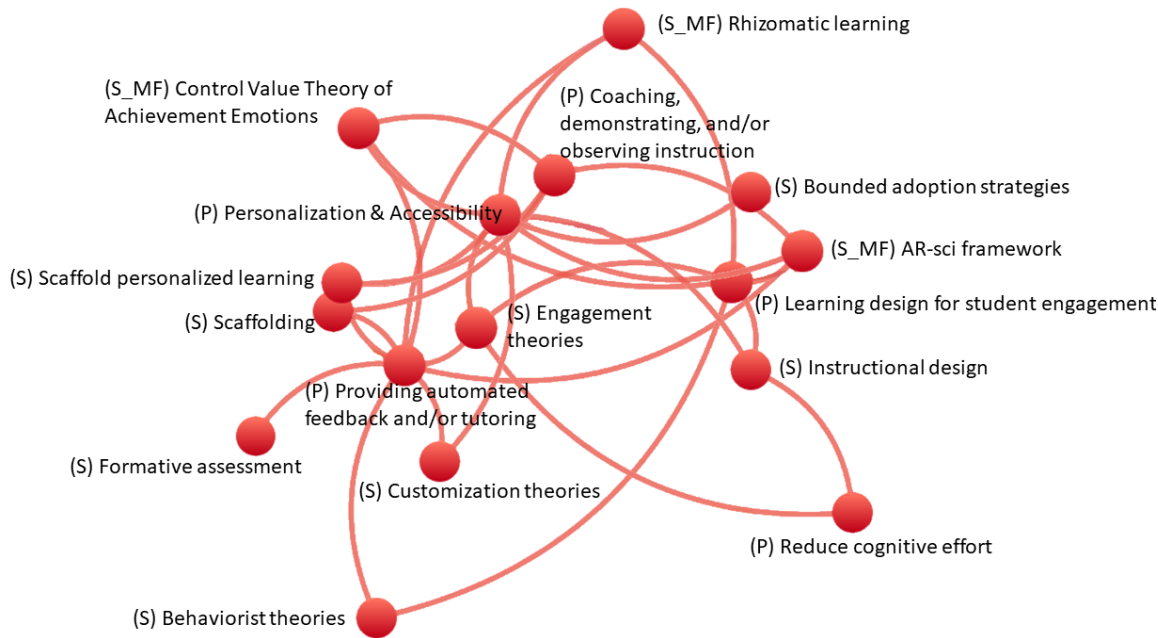 (S_MF) Rhizomatic learning
(S_MF) Control Value Theory of
Achievement Emotions
(P) Coaching,
demonstrating, and/or
observing instruction
(S) Bounded adoption strategies
(P) Personalization & Accessibility
(S_MF) AR-sci framework
(S) Scaffold personalized learning
(P) Learning design for student engagement
(S) Scaffolding
(S) Engagement
theories
(S) Instructional design
(P) Providing automated
feedback and/or tutoring
(S) Formative assessment
(S) Customization theories
(P) Reduce cognitive effort
(S) Behaviorist theories